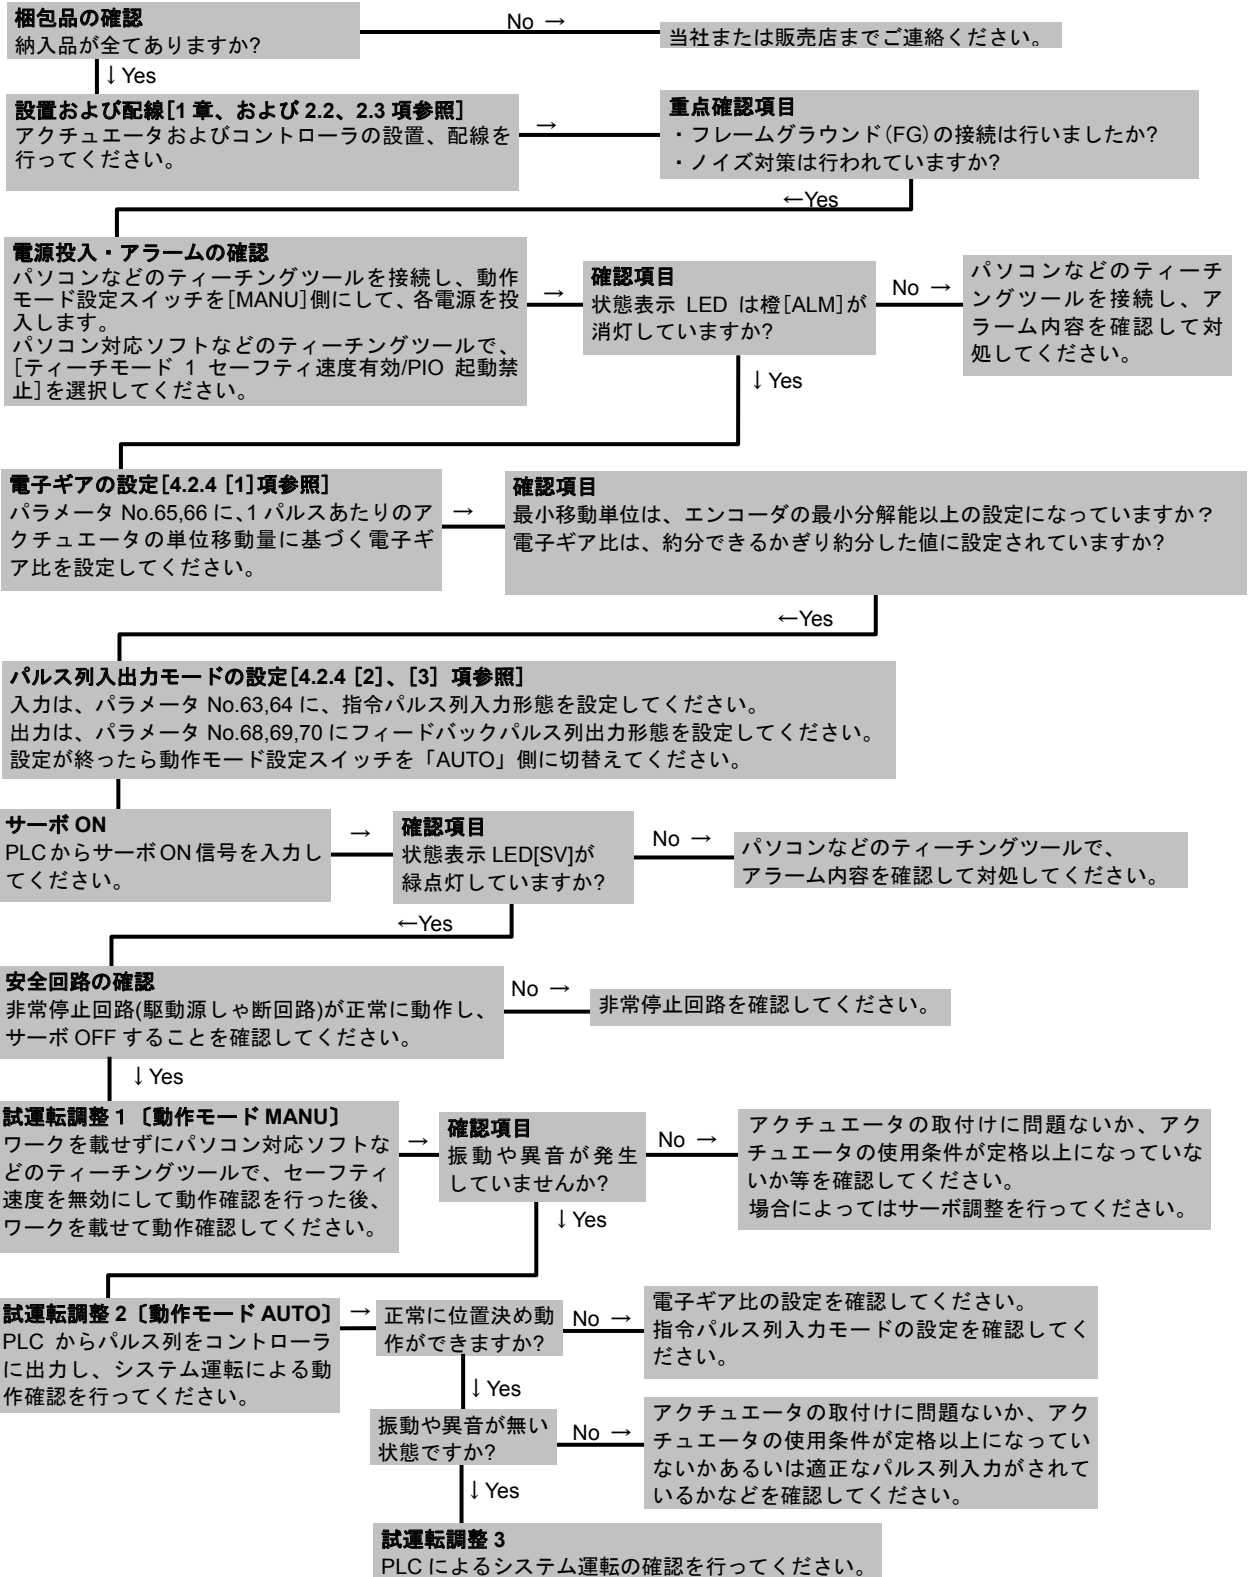 梱包品の確認
納入品が全てありますか?
No →
当社または販売店までご連絡ください。
↓Yes
設置および配線[1 章、および 2.2、2.3 項参照]
アクチュエータおよびコントローラの設置、配線を
行ってください。
→
重点確認項目
・フレームグラウンド(FG)の接続は行いましたか?
・ノイズ対策は行われていますか?
←Yes
電源投入・アラームの確認
パソコンなどのティーチングツールを接続し、動作
モード設定スイッチを[MANU]側にして、各電源を投
入します。
パソコン対応ソフトなどのティーチングツールで、
[ティーチモード 1 セーフティ速度有効/PIO 起動禁
止]を選択してください。
→
確認項目
状態表示 LED は橙[ALM]が
消灯していますか?
No →
パソコンなどのティーチ
ングツールを接続し、ア
ラーム内容を確認して対
処してください。
↓Yes
電子ギアの設定[4.2.4 [1]項参照]
パラメータ No.65,66 に、1 パルスあたりのア
クチュエータの単位移動量に基づく電子ギ
ア比を設定してください。
→
確認項目
最小移動単位は、エンコーダの最小分解能以上の設定になっていますか?
電子ギア比は、約分できるかぎり約分した値に設定されていますか?
←Yes
パルス列入出力モードの設定[4.2.4 [2]、[3] 項参照]
入力は、パラメータ No.63,64 に、指令パルス列入力形態を設定してください。
出力は、パラメータ No.68,69,70 にフィードバックパルス列出力形態を設定してください。
設定が終ったら動作モード設定スイッチを「AUTO」側に切替えてください。
サーボ ON
PLCからサーボON信号を入力し
てください。
→
確認項目
状態表示 LED[SV]が
緑点灯していますか?
No →
パソコンなどのティーチングツールで、
アラーム内容を確認して対処してください。
←Yes
安全回路の確認
非常停止回路(駆動源しゃ断回路)が正常に動作し、
サーボ OFF することを確認してください。
No →
非常停止回路を確認してください。
↓Yes
試運転調整 1 〔動作モード MANU〕
ワークを載せずにパソコン対応ソフトな
どのティーチングツールで、セーフティ
速度を無効にして動作確認を行った後、
ワークを載せて動作確認してください。
→
確認項目
振動や異音が発生
していませんか?
No →
アクチュエータの取付けに問題ないか、アク
チュエータの使用条件が定格以上になっていな
いか等を確認してください。
場合によってはサーボ調整を行ってください。
↓Yes
試運転調整 2〔動作モード AUTO〕
PLC からパルス列をコントローラ
に出力し、システム運転による動
作確認を行ってください。
→
正常に位置決め動
作ができますか?
No →
電子ギア比の設定を確認してください。
指令パルス列入力モードの設定を確認してく
ださい。
↓Yes
振動や異音が無い
状態ですか?
No →
アクチュエータの取付けに問題ないか、アク
チュエータの使用条件が定格以上になってい
ないかあるいは適正なパルス列入力がされて
いるかなどを確認してください。
↓Yes
試運転調整 3
PLC によるシステム運転の確認を行ってください。